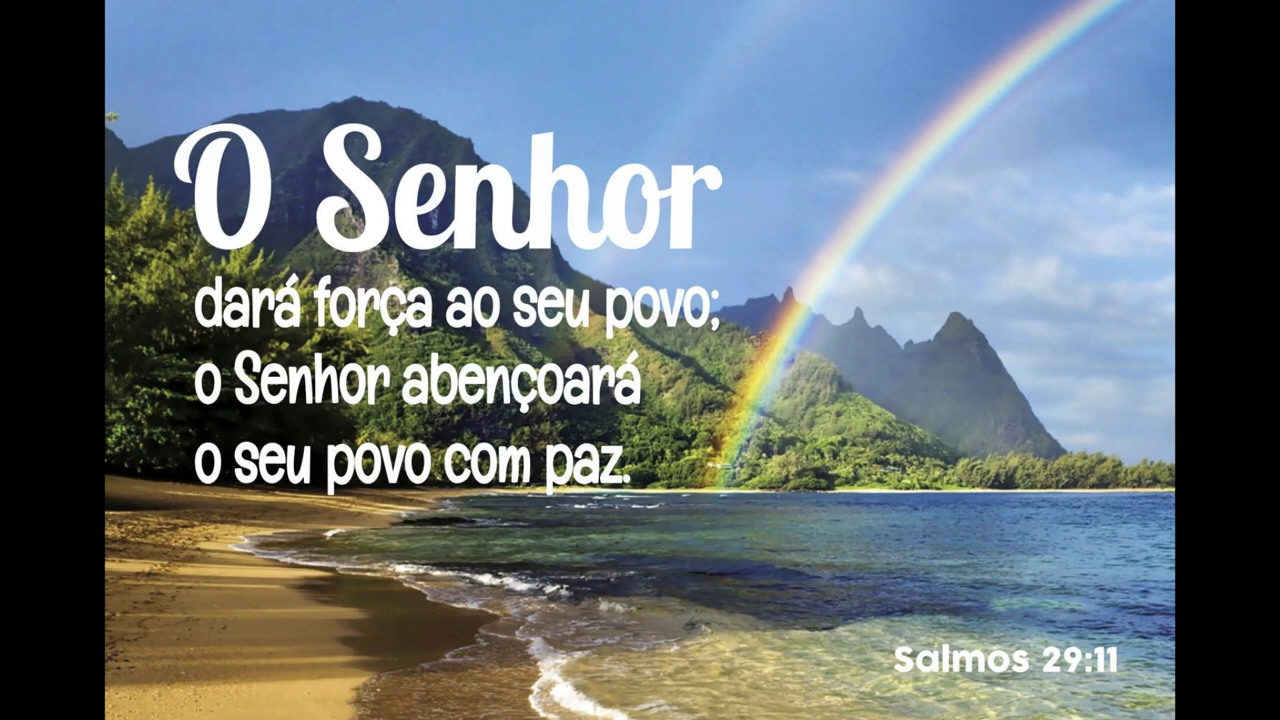 O Senhor
dará força ao seu povo;
o Senhor abençoará
o seu povo com paz.
Salmos 29:11